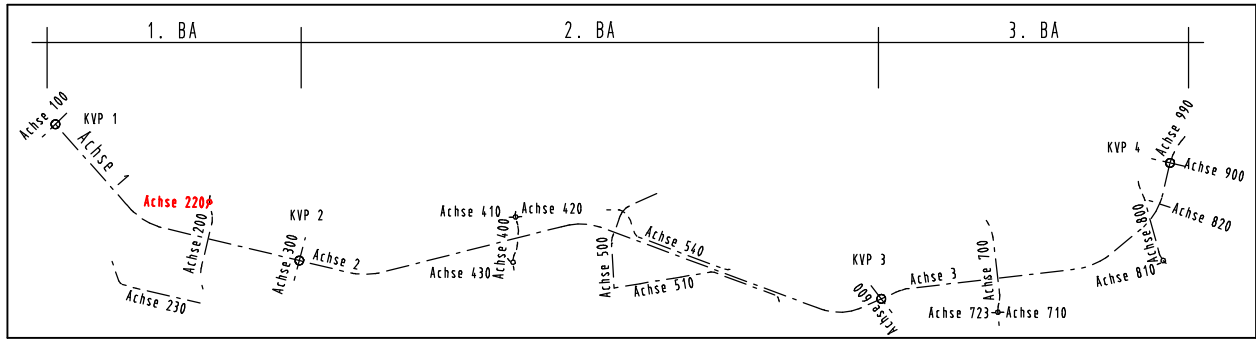 1. BA
2. BA
3. BA
Achse 100
KVP 1
Achse 1
Achse 220
Achse 200
Achse 230
KVP 2
Achse 300
Achse 2
Achse 410
Achse 420
Achse 400
Achse 430
Achse 500
Achse 540
Achse 510
KVP 3
Achse 600
Achse 3
Achse 700
Achse 723
Achse 710
KVP 4
Achse 990
Achse 900
Achse 820
Achse 800
Achse 810